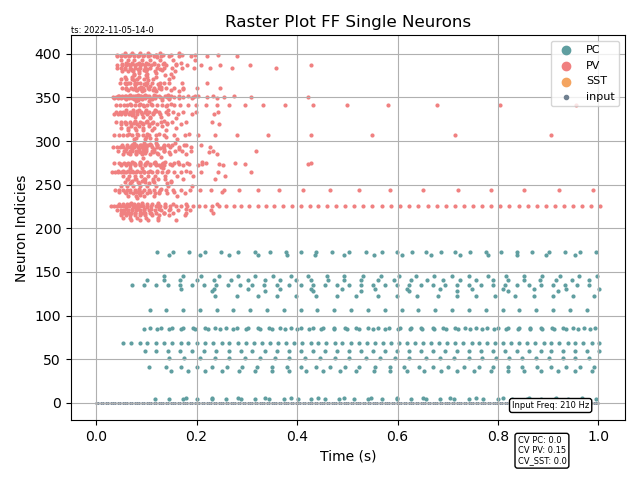 Raster Plot FF Single Neurons
ts: 2022-11-05-14-0
PC
PV
SST
input
400
350
300
250
200
150
100
50
0
Neuron Indicies
Input Freq: 210 Hz
0.0 0.2 0.4 0.6 0.8 1.0
Time (s)
CV PC: 0.0
CV PV: 0.15
CV_SST: 0.0